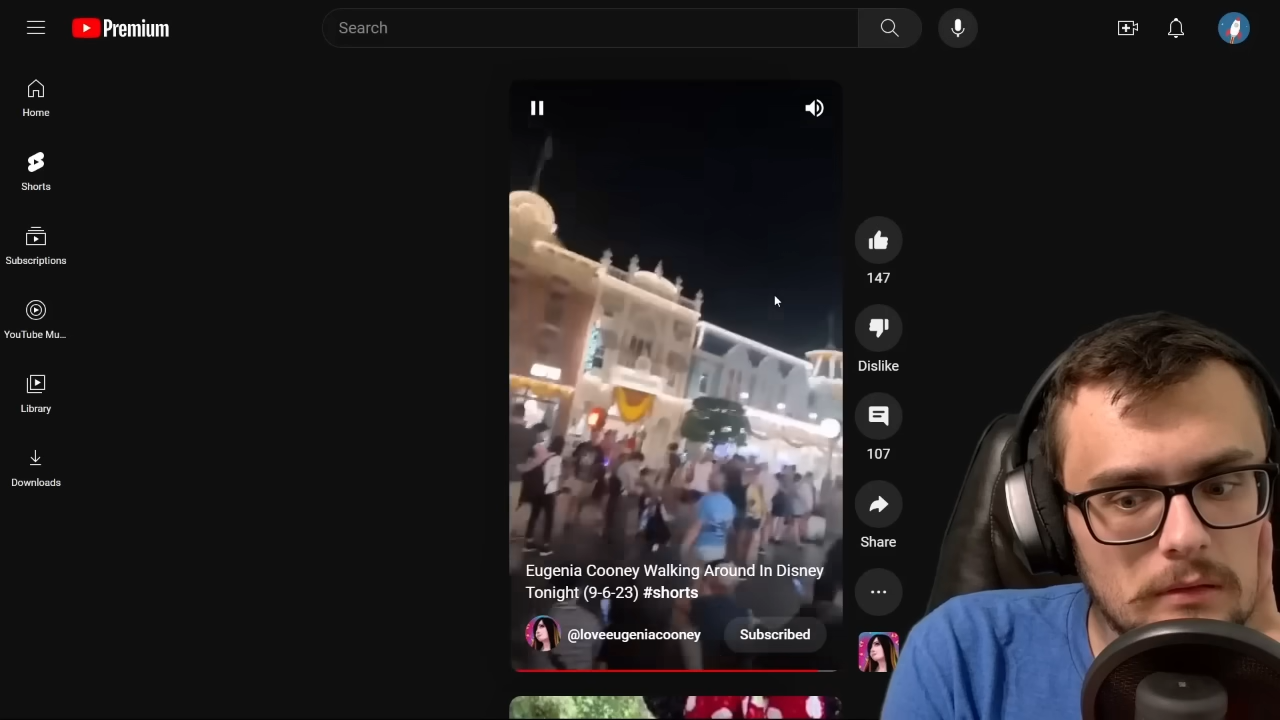 Premium
Search
Home
Shorts
Subscriptions
YouTube Mu...
Library
Downloads
147
Dislike
107
Share
Eugenia Cooney Walking Around In Disney
Tonight (9-6-23) #shorts
@loveeugeniacooney
Subscribed